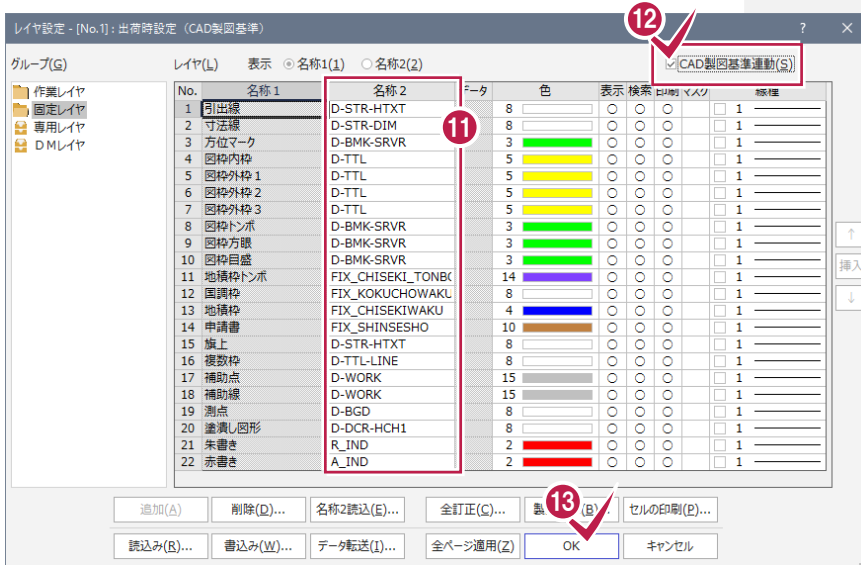 レイヤ設定 - [No.1] : 出荷時設定（CAD製図基準） ? ×
12
グループ(G) レイヤ(L) 表示 名称1(1) 名称2(2) CAD製図基準連動(S)
作業レイヤ
固定レイヤ
専用レイヤ
ＤＭレイヤ
No. 名称１ 名称２ データ 色 表示 検索 印刷 マスク 線種
11
1 引出線 D-STR-HTXT 8 ○ ○ ○ 1
2 寸法線 D-STR-DIM 8 ○ ○ ○ 1
3 方位マーク D-BMK-SRVR 3 ○ ○ ○ 1
4 図枠内枠 D-TTL 5 ○ ○ ○ 1
5 図枠外枠１ D-TTL 5 ○ ○ ○ 1
6 図枠外枠２ D-TTL 5 ○ ○ ○ 1
7 図枠外枠３ D-TTL 5 ○ ○ ○ 1
8 図枠トンボ D-BMK-SRVR 3 ○ ○ ○ 1
9 図枠方眼 D-BMK-SRVR 3 ○ ○ ○ 1
10 図枠目盛 D-BMK-SRVR 3 ○ ○ ○ 1
11 地積枠トンボ FIX_CHISEKI_TONBO 14 ○ ○ ○ 1
12 国調枠 FIX_KOKUCHOWAKU 8 ○ ○ ○ 1
13 地積枠 FIX_CHISEKIWAKU 4 ○ ○ ○ 1
14 申請書 FIX_SHINSESHO 10 ○ ○ ○ 1
15 旗上 D-STR-HTXT 8 ○ ○ ○ 1
16 複数枠 D-TTL-LINE 8 ○ ○ ○ 1
17 補助点 D-WORK 15 ○ ○ ○ 1
18 補助線 D-WORK 15 ○ ○ ○ 1
19 測点 D-BGD 8 ○ ○ ○ 1
20 塗潰し図形 D-DCR-HCH1 8 ○ ○ ○ 1
21 朱書き R_IND 2 ○ ○ ○ 1
22 赤書き A_IND 2 ○ ○ ○ 1
↑
挿入
↓
13
追加(A) 削除(D)... 名称2読込(E)... 全訂正(C)... (B)... セルの印刷(P)...
読込み(R)... 書込み(W)... データ転送(I)... 全ページ適用(Z) OK キャンセル